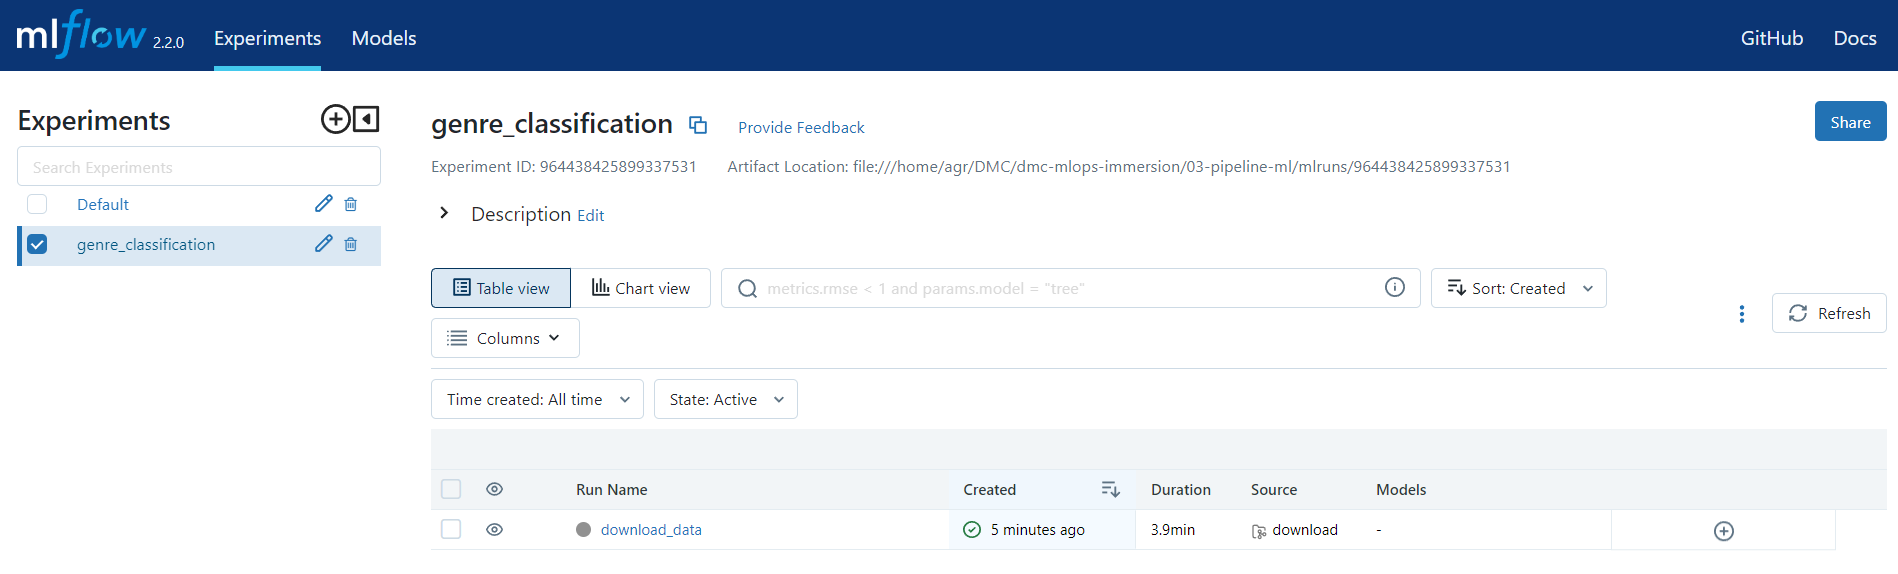 mlflow 2.2.0 Experiments Models GitHub Docs
Experiments
Search Experiments
Default
genre_classification
genre_classification Provide Feedback Share
Experiment ID: 964438425899337531 Artifact Location: file:///home/agr/DMC/dmc-mlops-immersion/03-pipeline-ml/mlruns/964438425899337531
Description Edit
Table view Chart view metrics.rmse < 1 and params.model = "tree" Sort: Created
Refresh
Columns
Time created: All time State: Active
Run Name Created Duration Source Models
download_data 5 minutes ago 3.9min download -